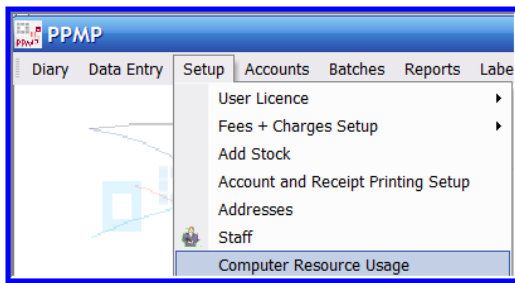 PPMP
PPMP
Diary Data Entry Setup Accounts Batches Reports Labe
User Licence
Fees + Charges Setup
Add Stock
Account and Receipt Printing Setup
Addresses
Staff
Computer Resource Usage